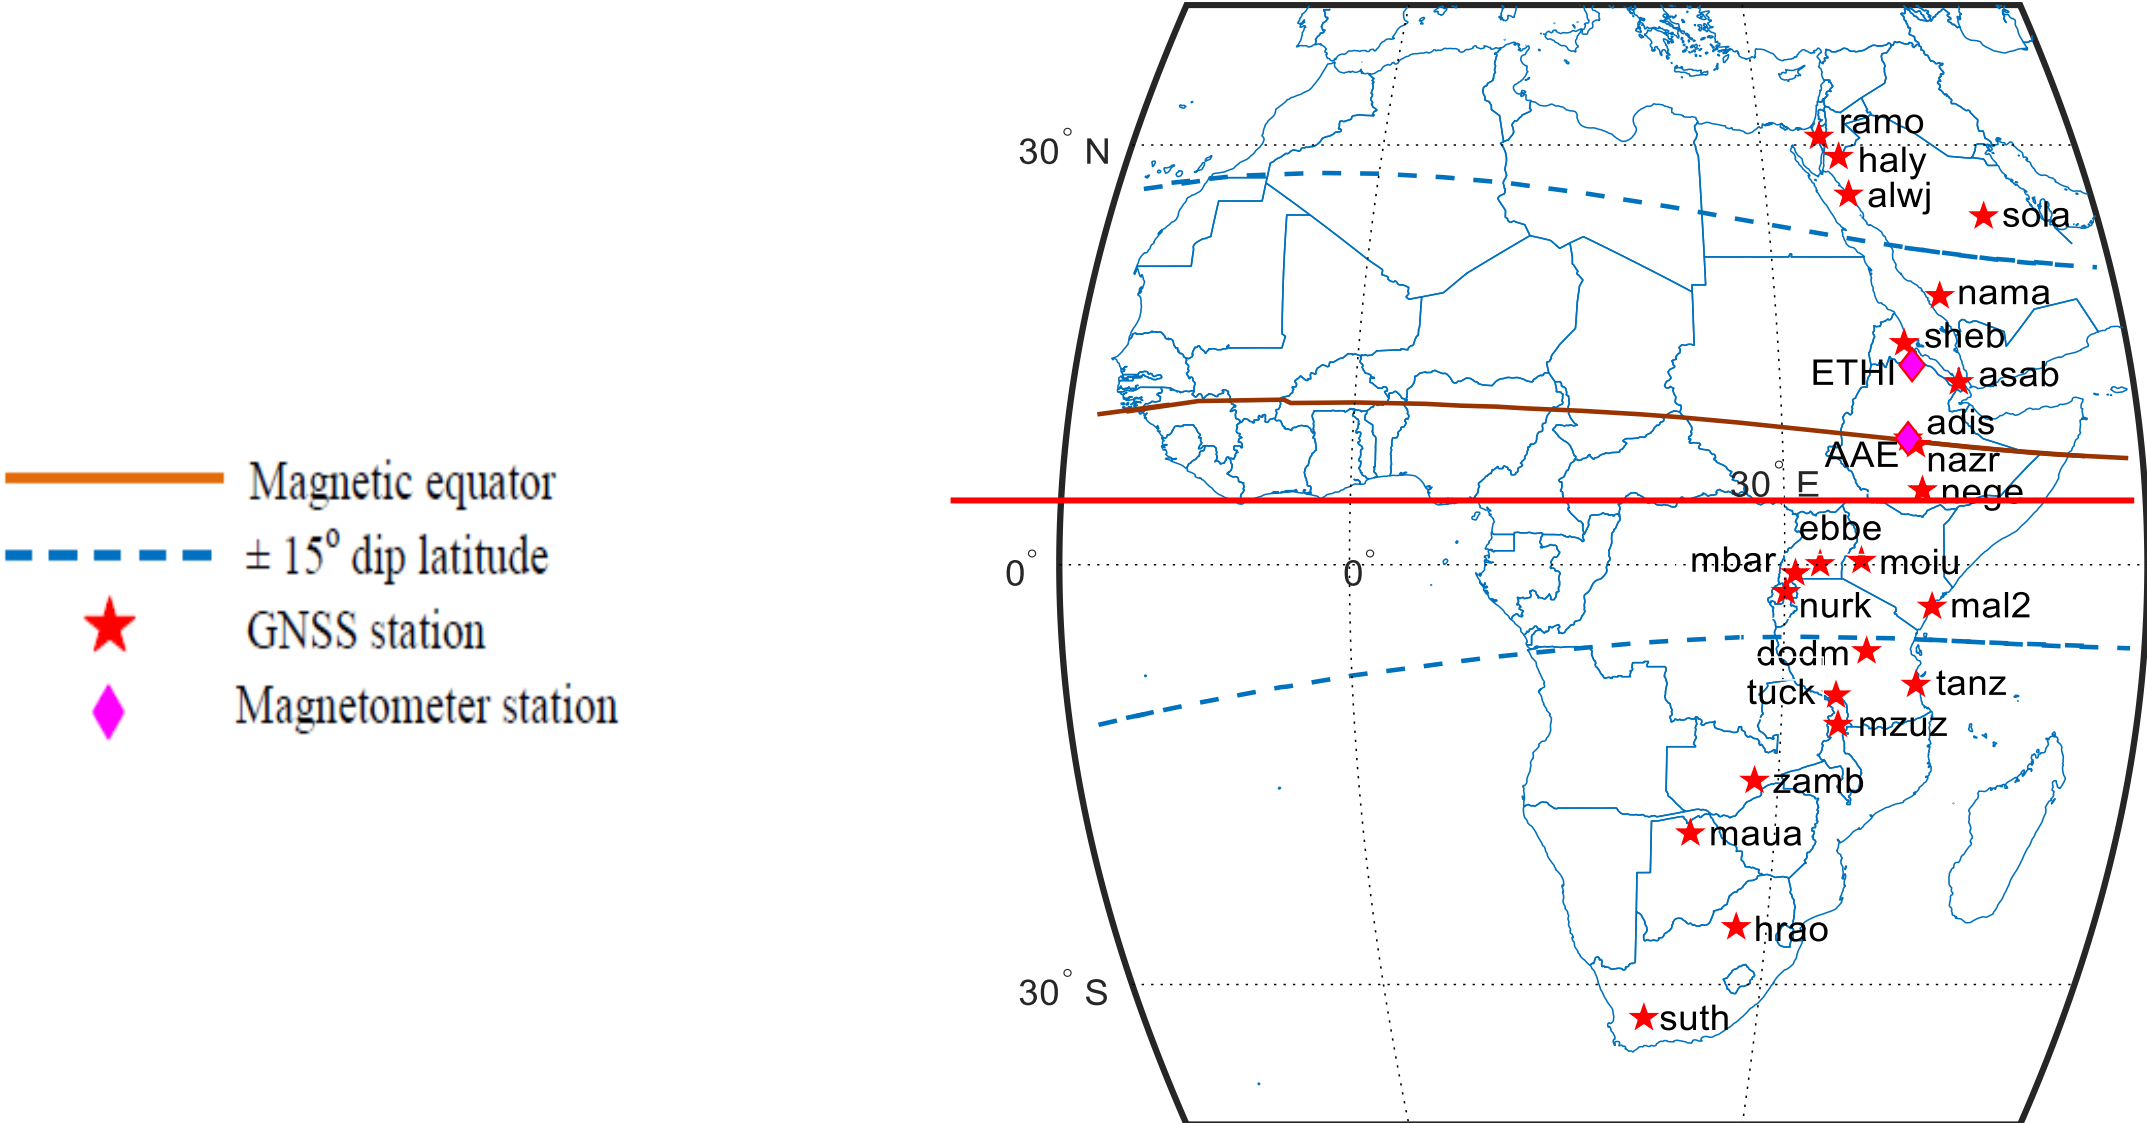 Magnetic equator
± 15° dip latitude
GNSS station
Magnetometer station
30° N
ramo
haly
alwj
sola
nama
sheb
ETHI
asab
adis
AAE
nazr
30° E
nege
ebbe
mbar
moiu
0°
0°
nurk
mal2
dodm
tuck
tanz
mzuz
zamb
maua
hrao
30° S
suth